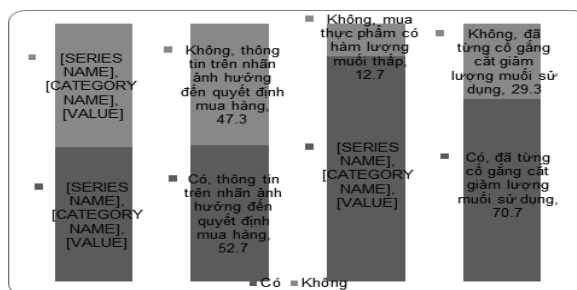 [SERIES
NAME],
[CATEGORY
NAME],
[VALUE]
[SERIES
NAME],
[CATEGORY
NAME],
[VALUE]
Không, thông
tin trên nhãn
ảnh hưởng
đến quyết định
mua hàng,
47.3
Có, thông tin
trên nhãn ảnh
hưởng đến
quyết định
mua hàng,
52.7
Không, mua
thực phẩm có
hàm lượng
muối thấp,
12.7
[SERIES
NAME],
[CATEGORY
NAME],
[VALUE]
Không, đã
từng cố gắng
cắt giảm
lượng muối sử
dụng, 29.3
Có, đã từng
cố gắng cắt
giảm lượng
muối sử dụng,
70.7
Có Không